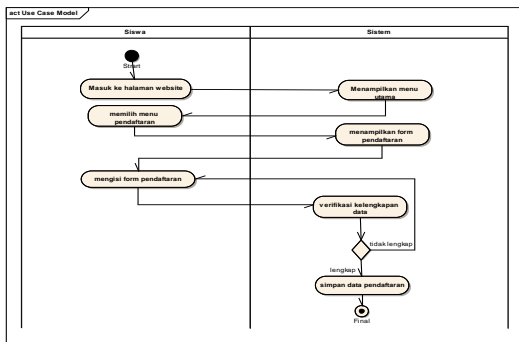 act Use Case Model
Siswa
Sistem
Strart
Masuk ke halaman website
Menampilkan menu
utama
memilih menu
pendaftaran
menampilkan form
pendaftaran
mengisi form pendaftaran
verifikasi kelengkapan
data
tidak lengkap
lengkap
simpan data pendaftaran
Final